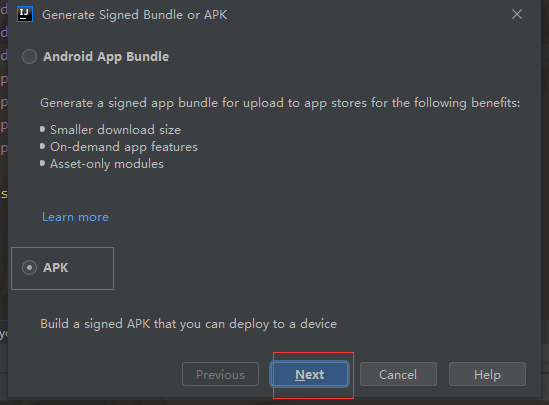 Generate Signed Bundle or APK
Android App Bundle
Generate a signed app bundle for upload to app stores for the following benefits:
Smaller download size
On-demand app features
Asset-only modules
Learn more
APK
Build a signed APK that you can deploy to a device
Previous
Next
Cancel
Help